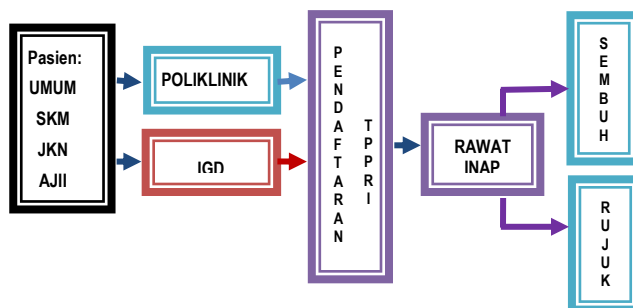 Pasien:
UMUM
SKM
JKN
AJII
POLIKLINIK
IGD
PENDAFTARAN
TPPRI
RAWAT
INAP
SEMBUH
RUJUK